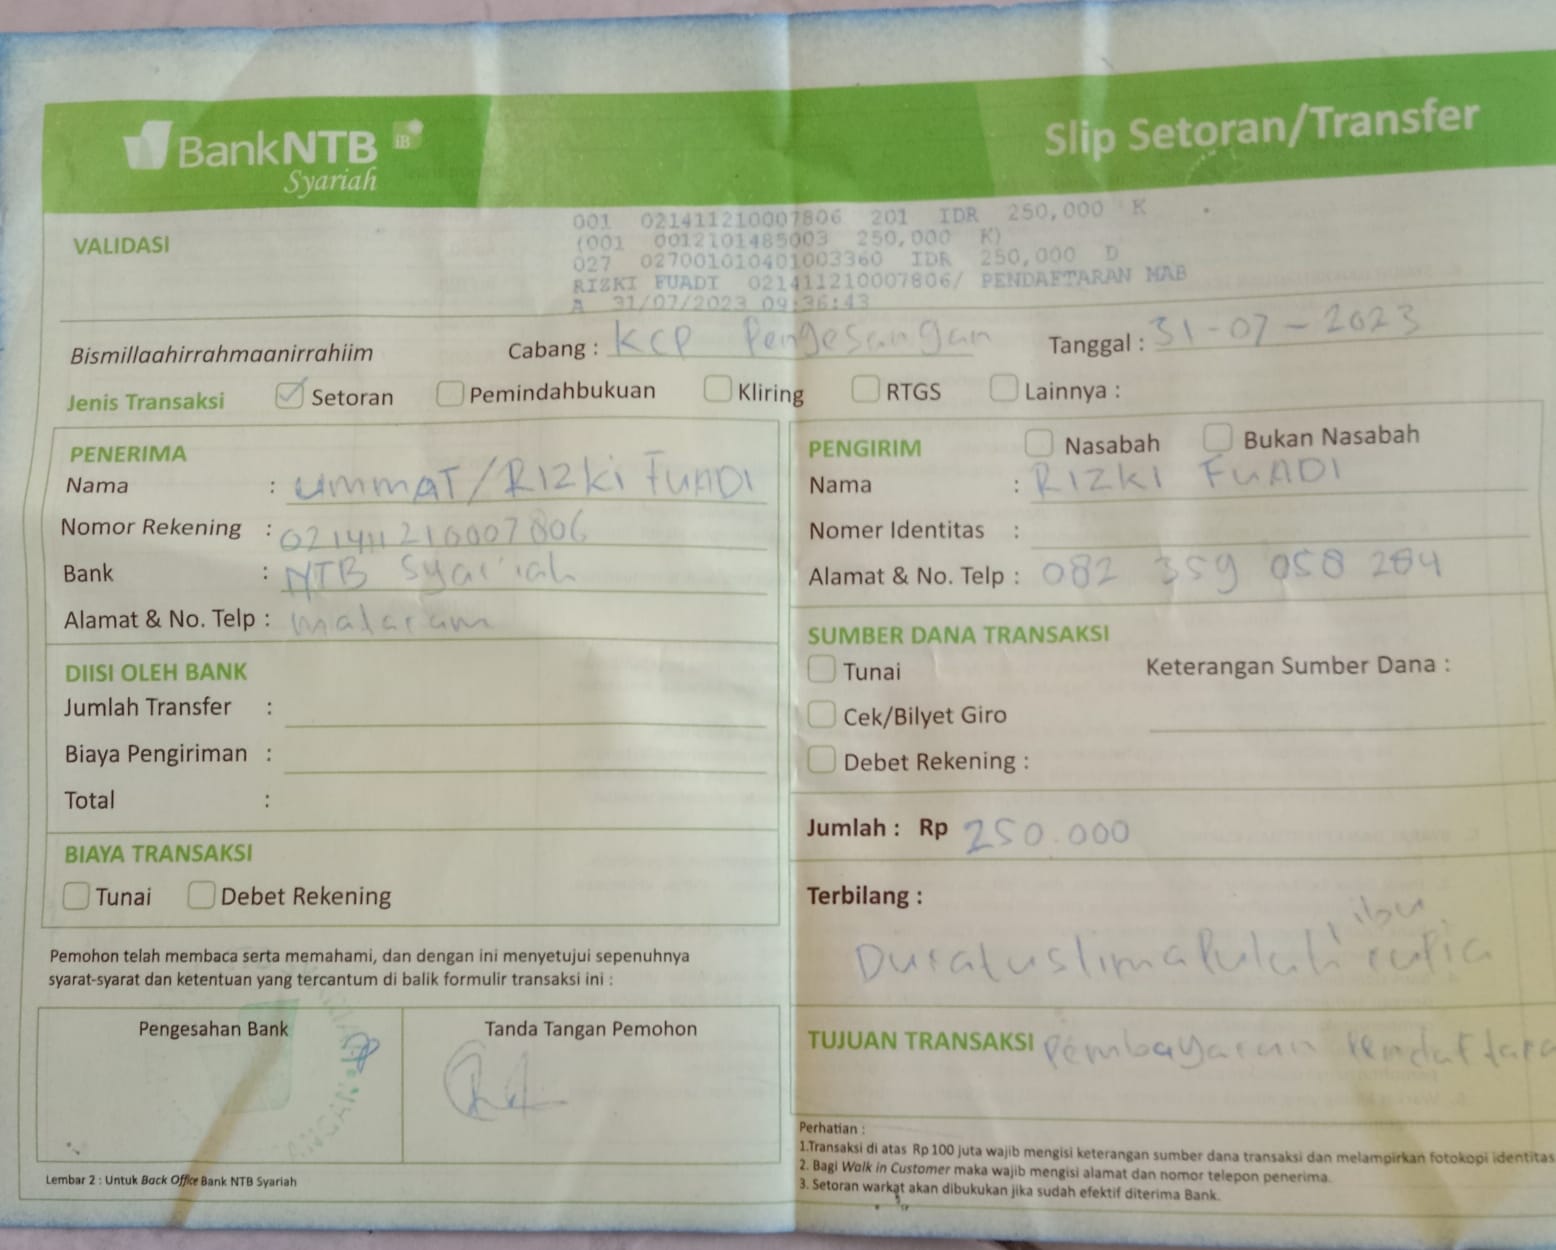 BankNTB
Syariah
iB
Slip Setoran/Transfer
VALIDASI
001 021411210007806 201 IDR 250,000 K
(001 0012101485003 250,000 K)
027 027001010401003360 IDR 250,000 D
RIZKI FUADI 021411210007806/ PENDAFTARAN MAB
A 31/07/2023 09:36:43
Bismillaahirrahmaanirrahiim
Cabang : KCP Pengesangan
Tanggal : 31-07-2023
Jenis Transaksi Setoran Pemindahbukuan Kliring RTGS Lainnya :
PENERIMA
Nama : UMMAT/RIZKI FUADI
Nomor Rekening : 021411210007806
Bank : NTB Syari'ah
Alamat & No. Telp : mataram
DIISI OLEH BANK
Jumlah Transfer :
Biaya Pengiriman :
Total :
BIAYA TRANSAKSI
Tunai Debet Rekening
Pemohon telah membaca serta memahami, dan dengan ini menyetujui sepenuhnya
syarat-syarat dan ketentuan yang tercantum di balik formulir transaksi ini :
Pengesahan Bank
Tanda Tangan Pemohon
Lembar 2 : Untuk Back Office Bank NTB Syariah
PENGIRIM Nasabah Bukan Nasabah
Nama : RIZKI FUADI
Nomer Identitas :
Alamat & No. Telp : 082 359 058 284
SUMBER DANA TRANSAKSI
Tunai
Keterangan Sumber Dana :
Cek/Bilyet Giro
Debet Rekening :
Jumlah : Rp 250.000
Terbilang :
Duratuslimapuluh ribu rupia
TUJUAN TRANSAKSI Pembayaran Pendaftara
Perhatian :
1.Transaksi di atas Rp100 juta wajib mengisi keterangan sumber dana transaksi dan melampirkan fotokopi identitas
2. Bagi Walk in Customer maka wajib mengisi alamat dan nomor telepon penerima.
3. Setoran warkat akan dibukukan jika sudah efektif diterima Bank.